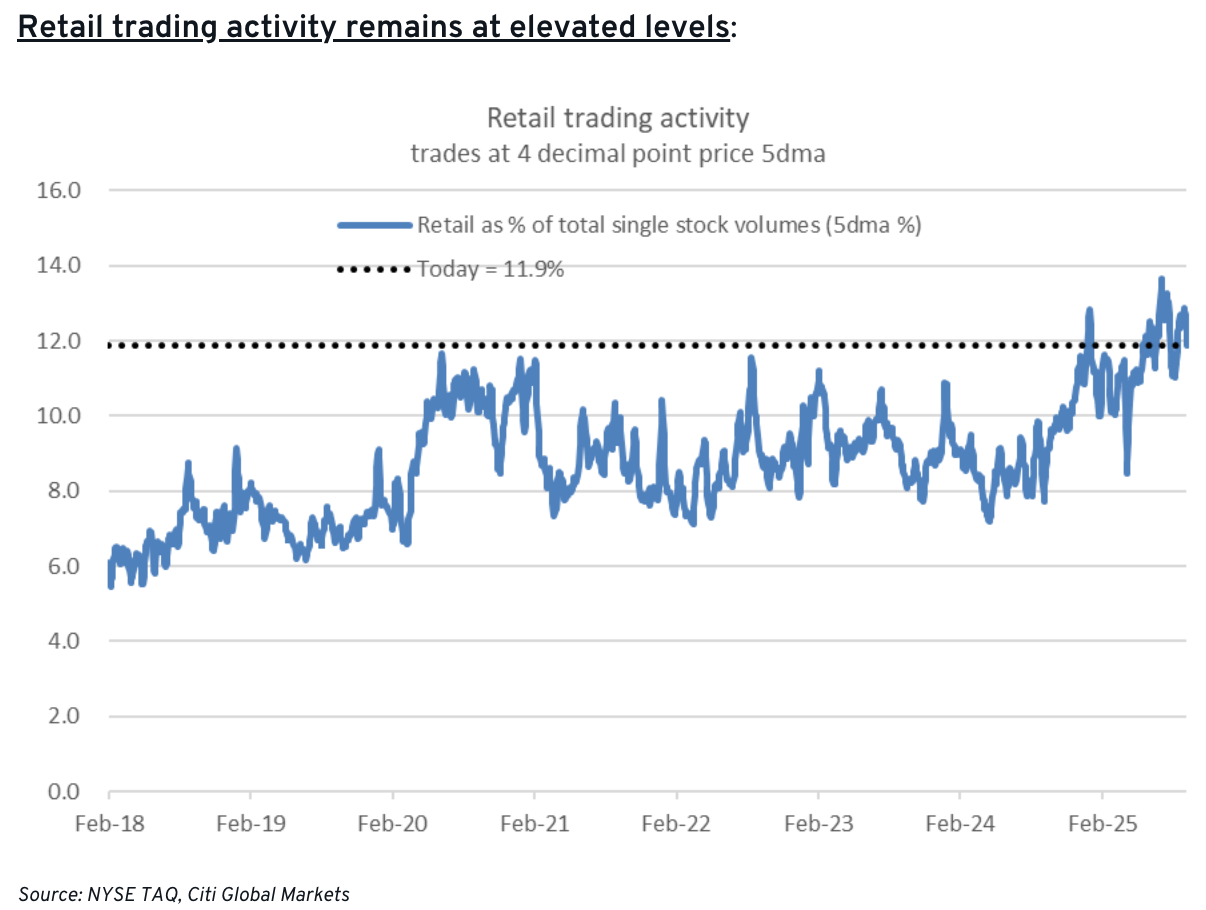 Retail trading activity remains at elevated levels:
Retail trading activity
trades at 4 decimal point price 5dma
16.0
Retail as % of total single stock volumes (5dma %)
14.0
Today = 11.9%
12.0
10.0
8.0
6.0
4.0
2.0
0.0
Feb-18 Feb-19 Feb-20 Feb-21 Feb-22 Feb-23 Feb-24 Feb-25
Source: NYSE TAQ, Citi Global Markets